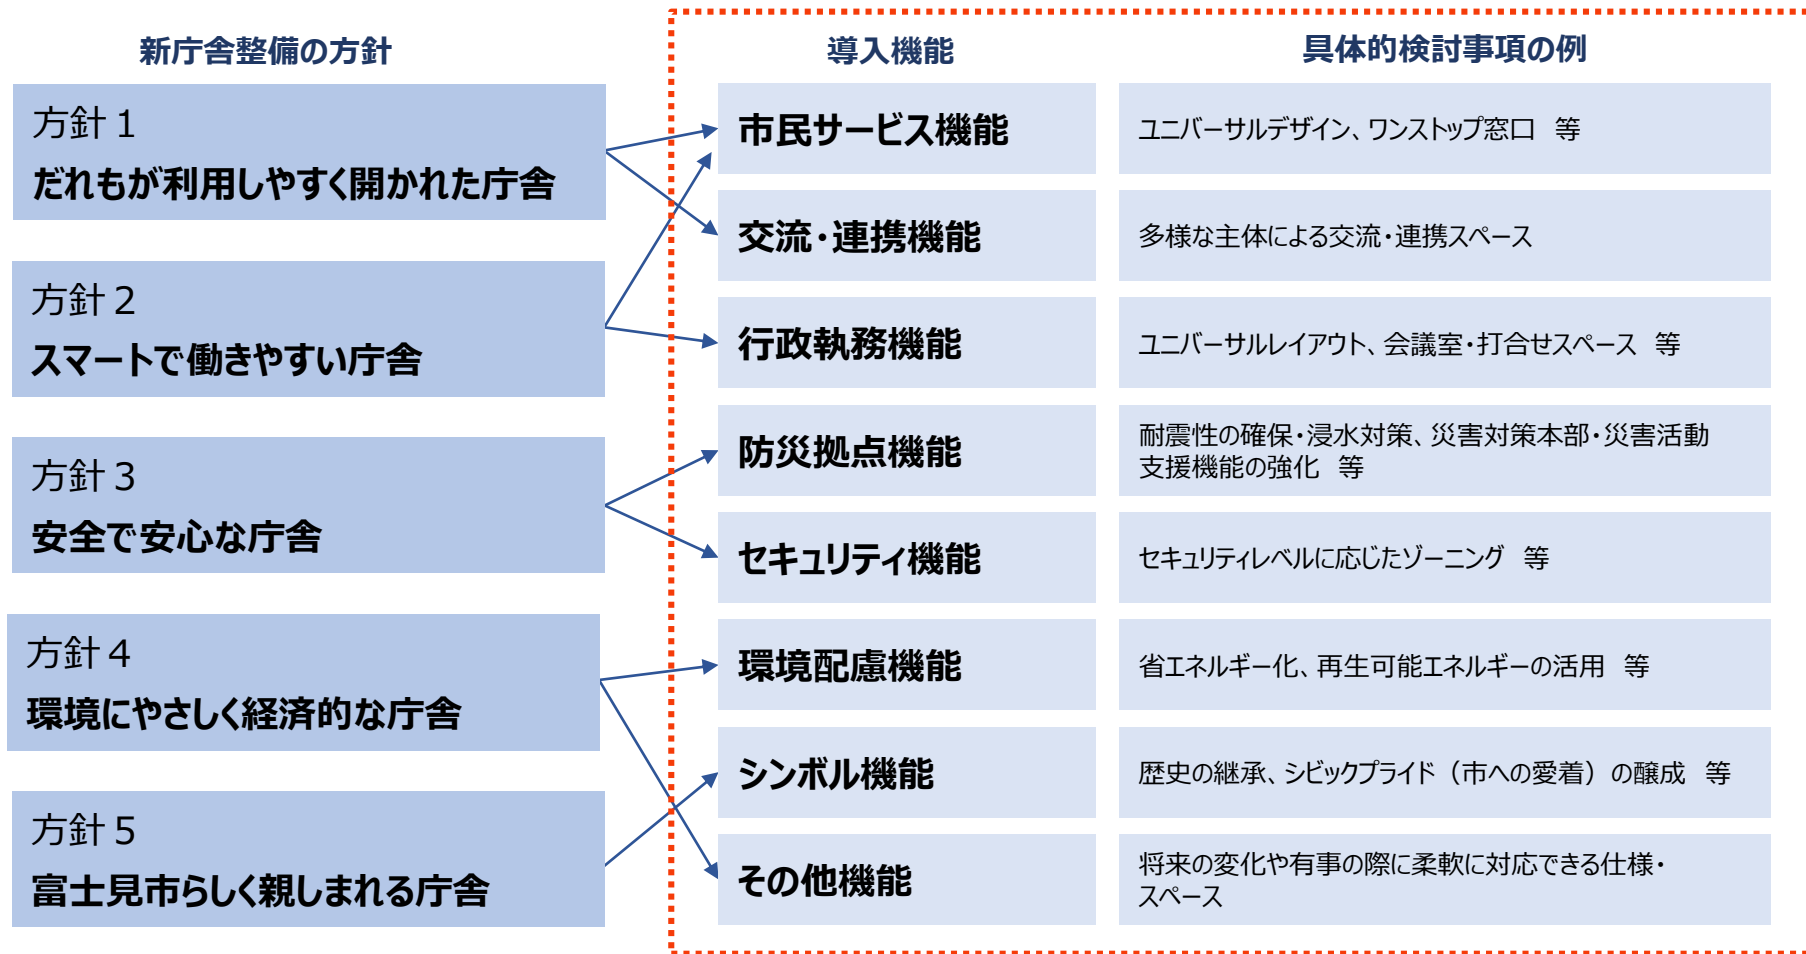 新庁舎整備の方針
方針１
だれもが利用しやすく開かれた庁舎
方針２
スマートで働きやすい庁舎
方針３
安全で安心な庁舎
方針４
環境にやさしく経済的な庁舎
方針５
富士見市らしく親しまれる庁舎
導入機能
具体的検討事項の例
市民サービス機能
ユニバーサルデザイン、ワンストップ窓口　等
交流・連携機能
多様な主体による交流・連携スペース
行政執務機能
ユニバーサルレイアウト、会議室・打合せスペース　等
防災拠点機能
耐震性の確保・浸水対策、災害対策本部・災害活動
支援機能の強化　等
セキュリティ機能
セキュリティレベルに応じたゾーニング　等
環境配慮機能
省エネルギー化、再生可能エネルギーの活用　等
シンボル機能
歴史の継承、シビックプライド（市への愛着）の醸成　等
その他機能
将来の変化や有事の際に柔軟に対応できる仕様・
スペース